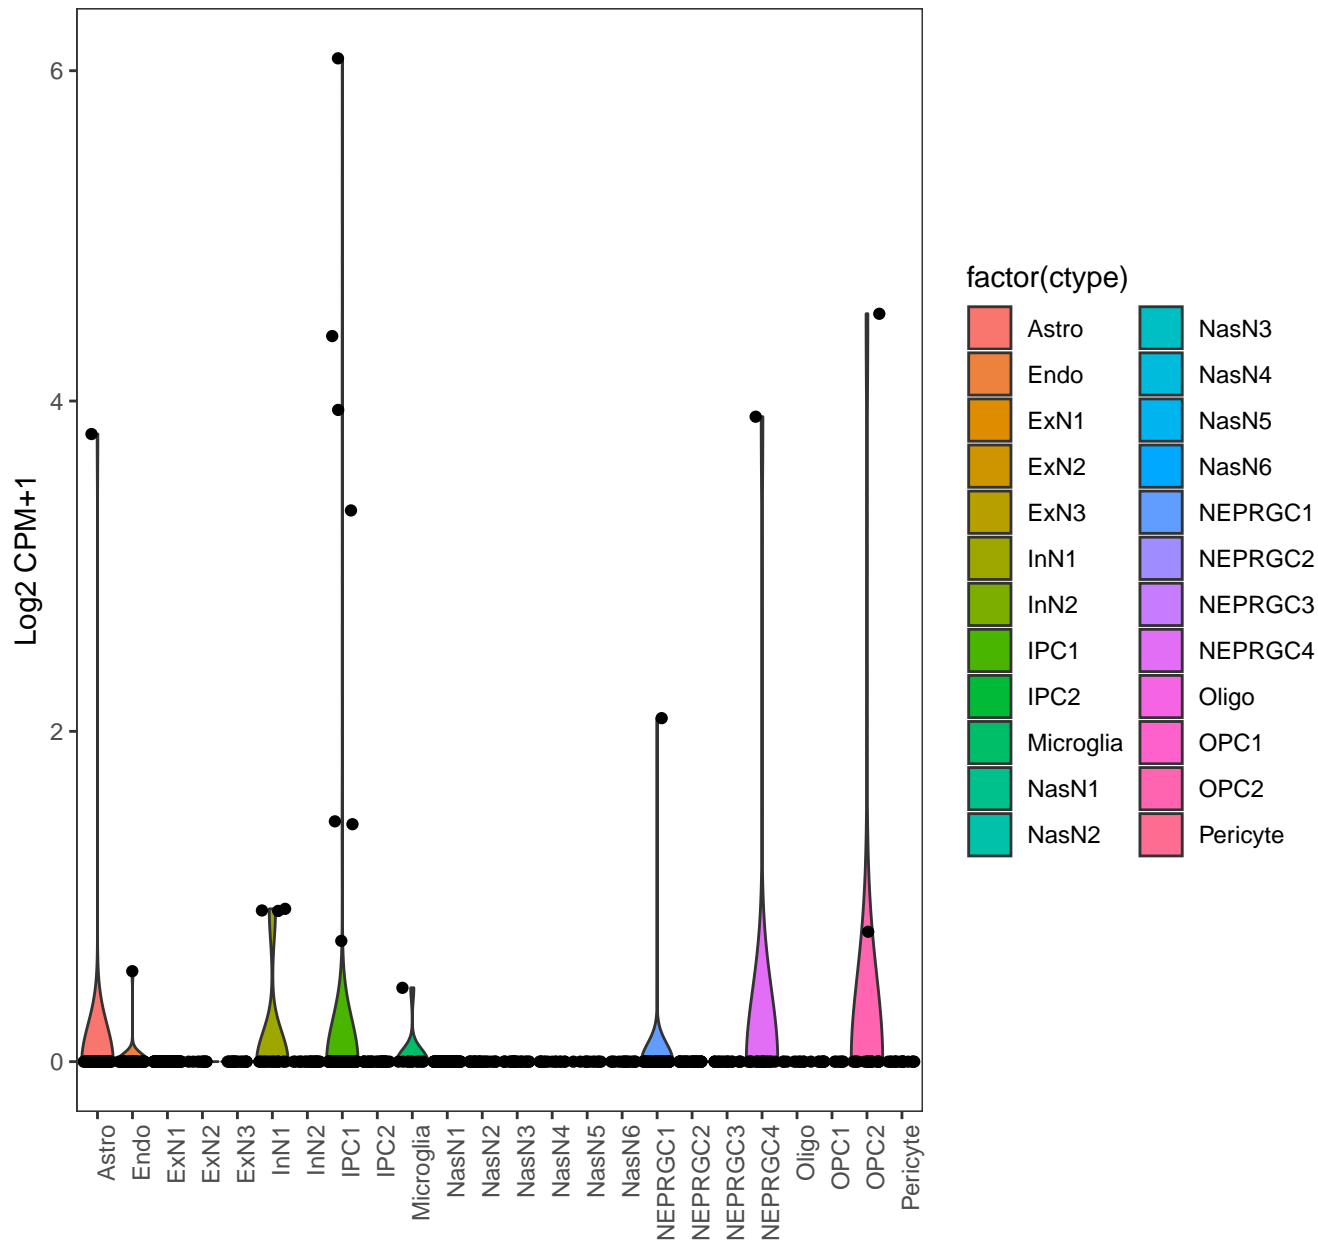 6
4
2
0
Log2 CPM+1
Astro
Endo
ExN1
ExN2
ExN3
InN1
InN2
IPC1
IPC2
Microglia
NasN1
NasN2
NasN3
NasN4
NasN5
NasN6
NEPRGC1
NEPRGC2
NEPRGC3
NEPRGC4
Oligo
OPC1
OPC2
Pericyte
factor(ctype)
Astro
Endo
ExN1
ExN2
ExN3
InN1
InN2
IPC1
IPC2
Microglia
NasN1
NasN2
NasN3
NasN4
NasN5
NasN6
NEPRGC1
NEPRGC2
NEPRGC3
NEPRGC4
Oligo
OPC1
OPC2
Pericyte